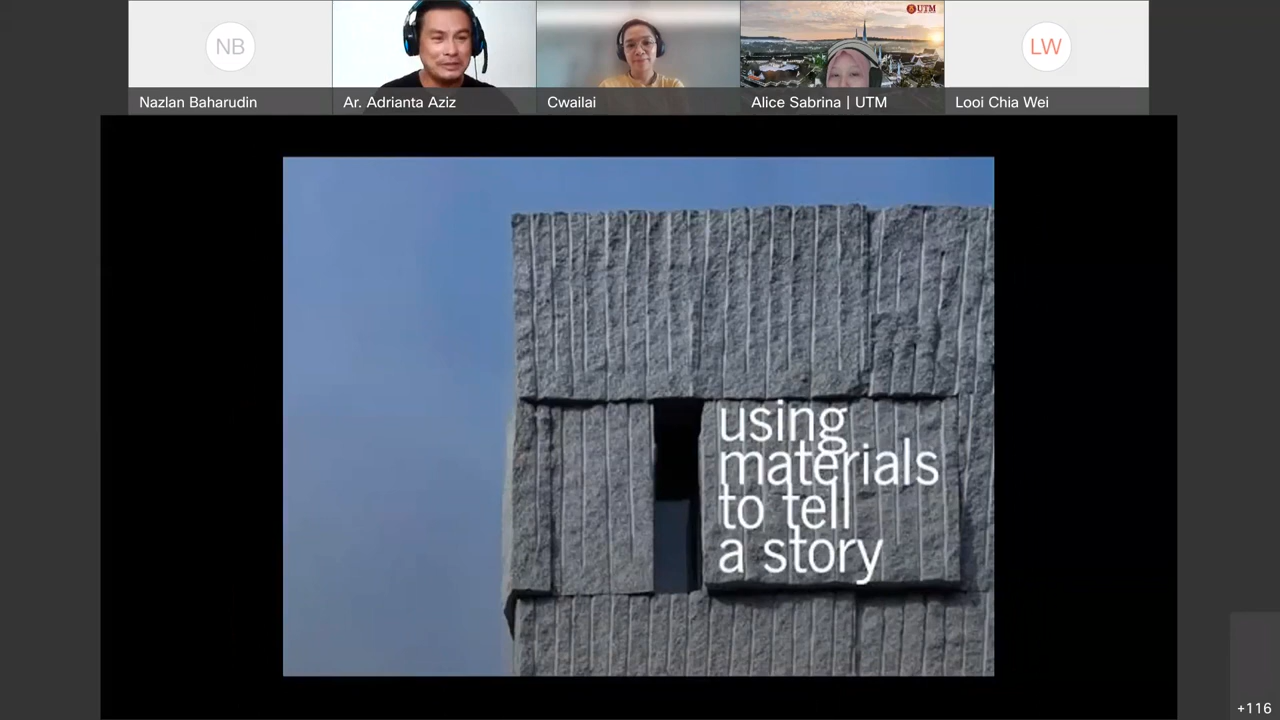 UTM
NB
LW
Nazlan Baharudin
Ar. Adrianta Aziz
Cwailai
Alice Sabrina | UTM
Looi Chia Wei
using
materials
to tell
a story
+116